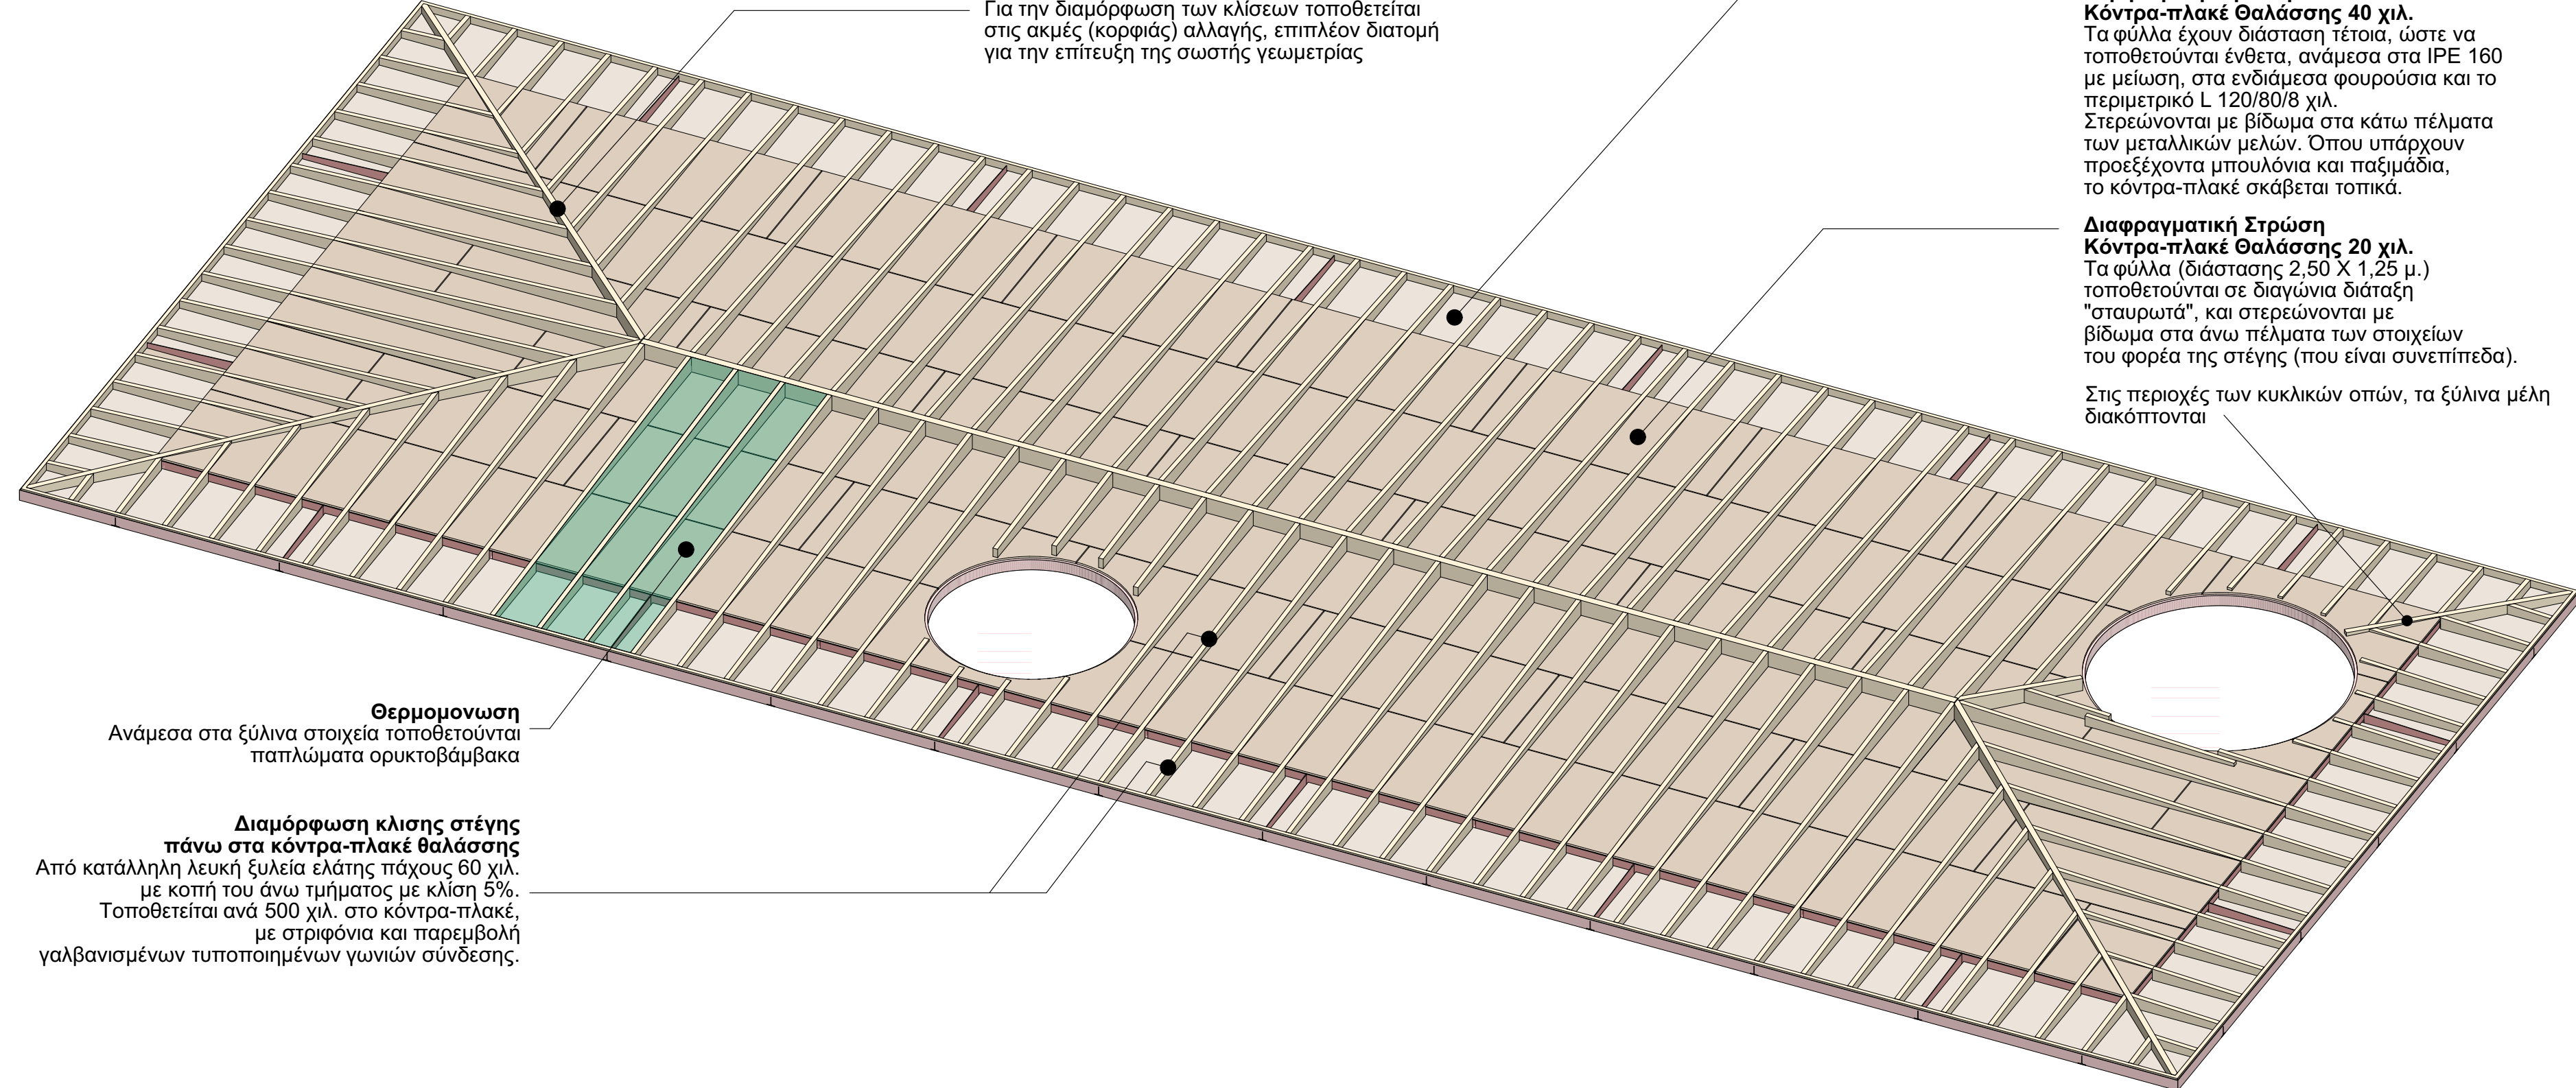 Για την διαμόρφωση των κλίσεων τοποθετείται
στις ακμές (κορφιάς) αλλαγής, επιπλέον διατομή
για την επίτευξη της σωστής γεωμετρίας
Κόντρα-πλακέ Θαλάσσης 40 χιλ.
Τα φύλλα έχουν διάσταση τέτοια, ώστε να
τοποθετούνται ένθετα, ανάμεσα στα IPE 160
με μείωση, στα ενδιάμεσα φουρούσια και το
περιμετρικό L 120/80/8 χιλ.
Στερεώνονται με βίδωμα στα κάτω πέλματα
των μεταλλικών μελών. Όπου υπάρχουν
προεξέχοντα μπουλόνια και παξιμάδια,
το κόντρα-πλακέ σκάβεται τοπικά.
Διαφραγματική Στρώση
Κόντρα-πλακέ Θαλάσσης 20 χιλ.
Τα φύλλα (διάστασης 2,50 Χ 1,25 μ.)
τοποθετούνται σε διαγώνια διάταξη
"σταυρωτά", και στερεώνονται με
βίδωμα στα άνω πέλματα των στοιχείων
του φορέα της στέγης (που είναι συνεπίπεδα).
Στις περιοχές των κυκλικών οπών, τα ξύλινα μέλη
διακόπτονται
Θερμομονωση
Ανάμεσα στα ξύλινα στοιχεία τοποθετούνται
παπλώματα ορυκτοβάμβακα
Διαμόρφωση κλισης στέγης
πάνω στα κόντρα-πλακέ θαλάσσης
Από κατάλληλη λευκή ξυλεία ελάτης πάχους 60 χιλ.
με κοπή του άνω τμήματος με κλίση 5%.
Τοποθετείται ανά 500 χιλ. στο κόντρα-πλακέ,
με στριφόνια και παρεμβολή
γαλβανισμένων τυποποιημένων γωνιών σύνδεσης.